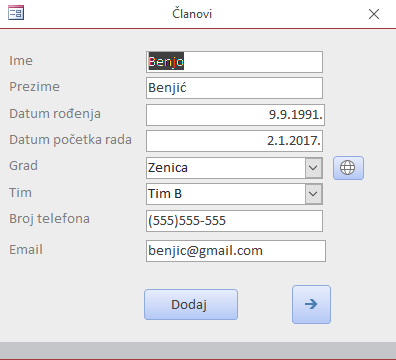 Članovi
Ime Benjo
Prezime Benjić
Datum rođenja 9.9.1991.
Datum početka rada 2.1.2017.
Grad Zenica
Tim Tim B
Broj telefona (555)555-555
Email benjic@gmail.com
Dodaj